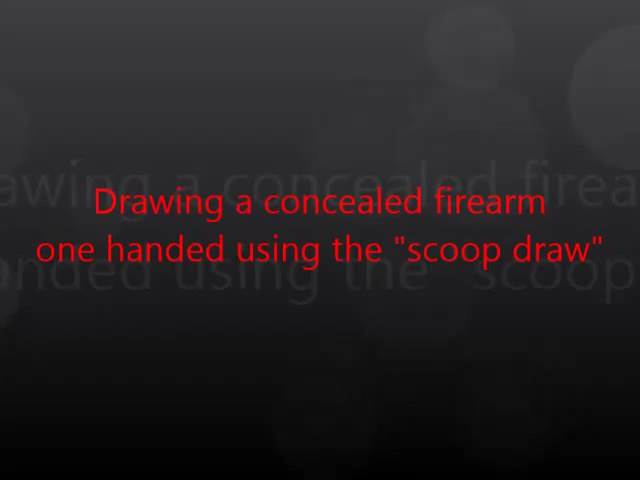 Drawing a concealed firearm
one handed using the "scoop draw"